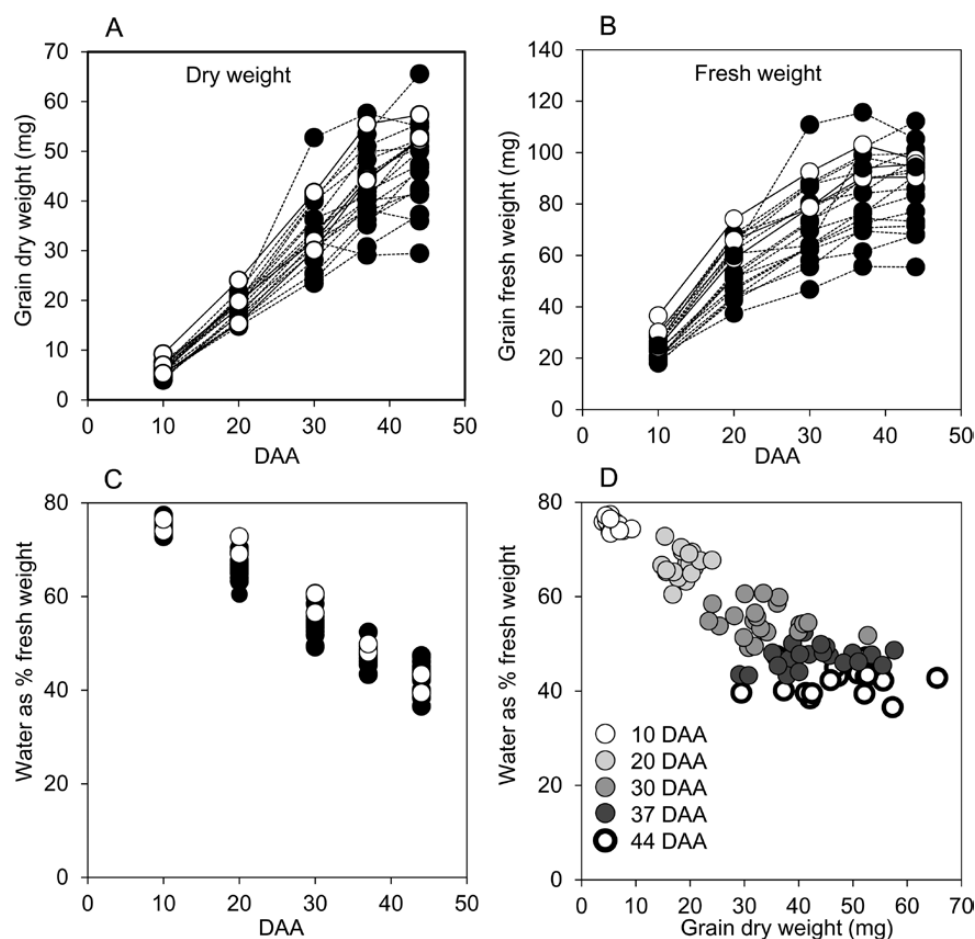 A
Dry weight
Grain dry weight (mg)
70
60
50
40
30
20
10
0
0 10 20 30 40 50
DAA
B
Fresh weight
Grain fresh weight (mg)
140
120
100
80
60
40
20
0
0 10 20 30 40 50
DAA
C
Water as % fresh weight
80
60
40
20
0
0 10 20 30 40 50
DAA
D
Water as % fresh weight
80
60
40
20
0
10 DAA
20 DAA
30 DAA
37 DAA
44 DAA
0 10 20 30 40 50 60 70
Grain dry weight (mg)